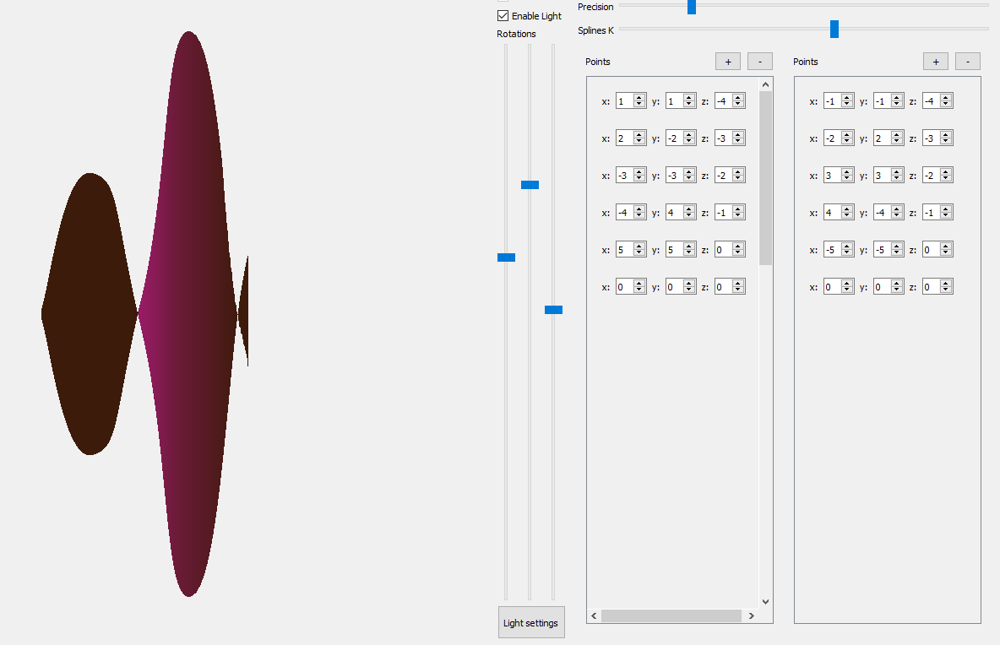 Precision
Enable Light
Splines K
Rotations
Points + -
Points + -
x: 1 y: 1 z: -4
x: -1 y: -1 z: -4
x: 2 y: -2 z: -3
x: -2 y: 2 z: -3
x: -3 y: -3 z: -2
x: 3 y: 3 z: -2
x: -4 y: 4 z: -1
x: 4 y: -4 z: -1
x: 5 y: 5 z: 0
x: -5 y: -5 z: 0
x: 0 y: 0 z: 0
x: 0 y: 0 z: 0
Light settings